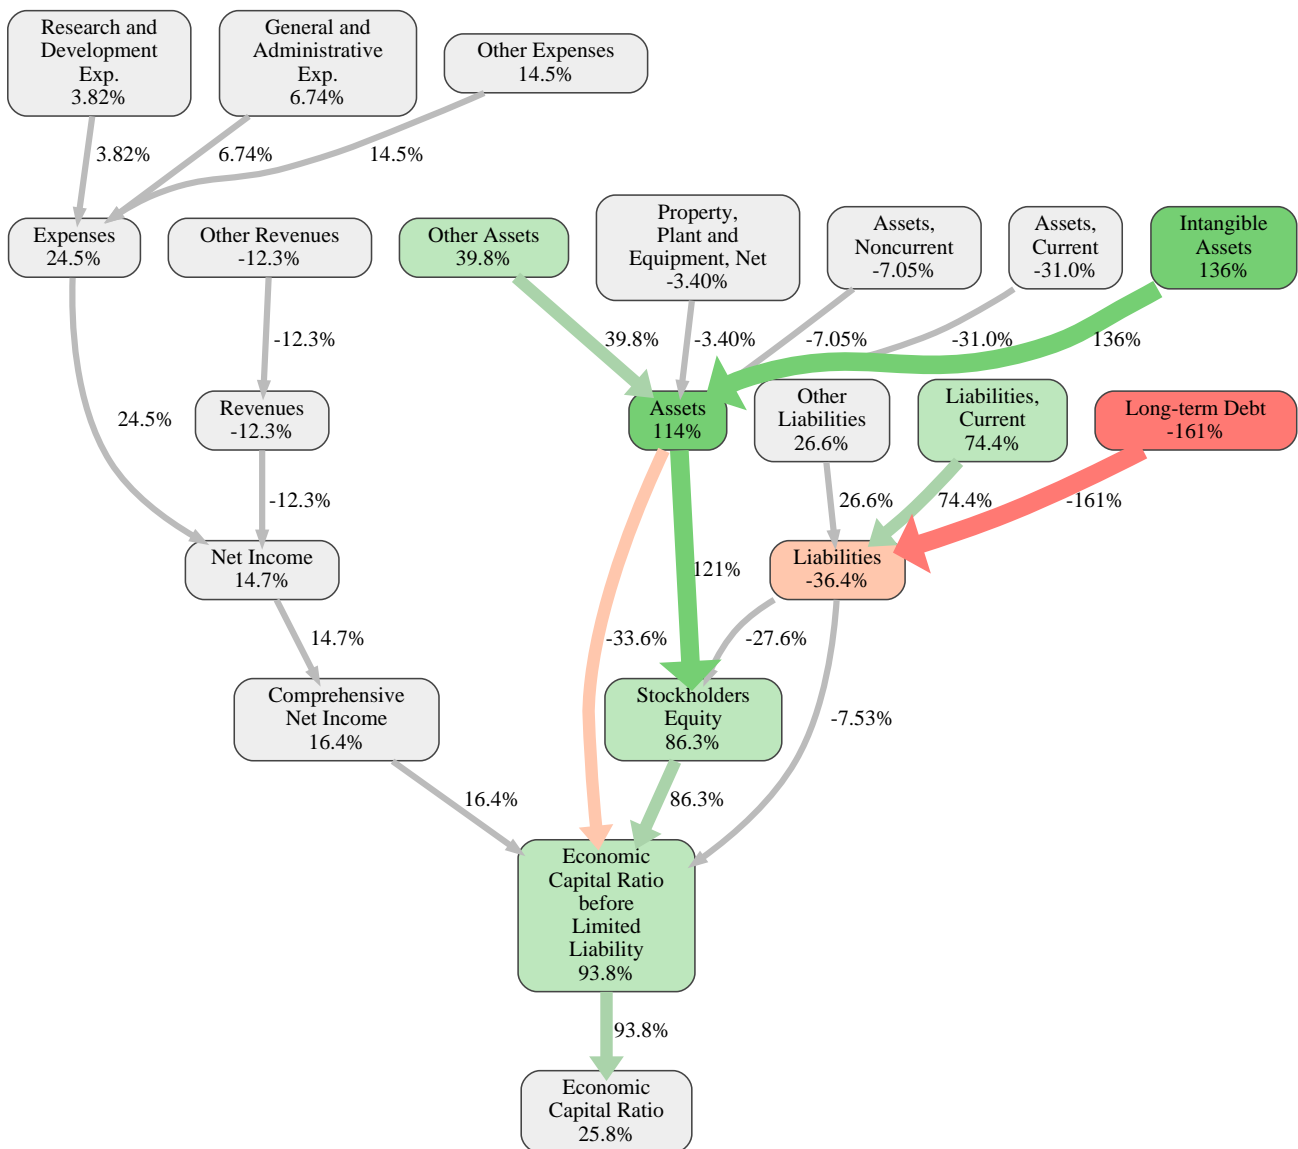 Research and
Development
Exp.
3.82%
General and
Administrative
Exp.
6.74%
Other Expenses
14.5%
3.82%
6.74%
14.5%
Expenses
24.5%
Other Revenues
-12.3%
Other Assets
39.8%
Property,
Plant and
Equipment, Net
-3.40%
Assets,
Noncurrent
-7.05%
Assets,
Current
-31.0%
Intangible
Assets
136%
-12.3%
39.8%
-3.40%
-7.05%
-31.0%
136%
24.5%
Revenues
-12.3%
Assets
114%
Other
Liabilities
26.6%
Liabilities,
Current
74.4%
Long-term Debt
-161%
-12.3%
26.6%
74.4%
-161%
Net Income
14.7%
121%
Liabilities
-36.4%
14.7%
-33.6%
-27.6%
Comprehensive
Net Income
16.4%
Stockholders
Equity
86.3%
-7.53%
16.4%
86.3%
Economic
Capital Ratio
before
Limited
Liability
93.8%
93.8%
Economic
Capital Ratio
25.8%